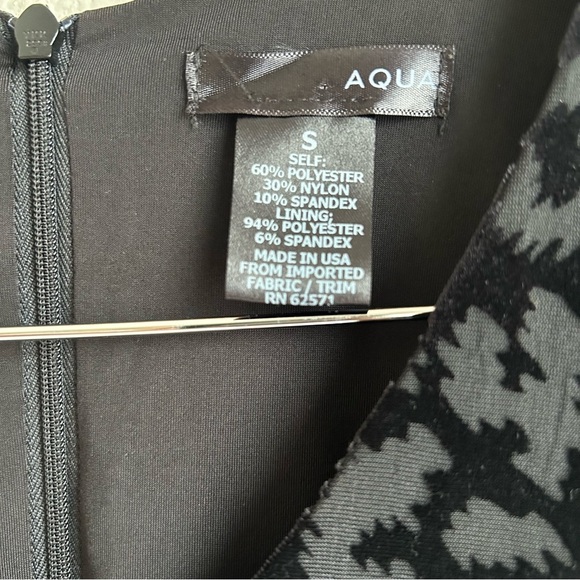 AQUA
S
SELF:
60% POLYESTER
30% NYLON
10% SPANDEX
LINING:
94% POLYESTER
6% SPANDEX
MADE IN USA
FROM IMPORTED
FABRIC / TRIM
RN 62571